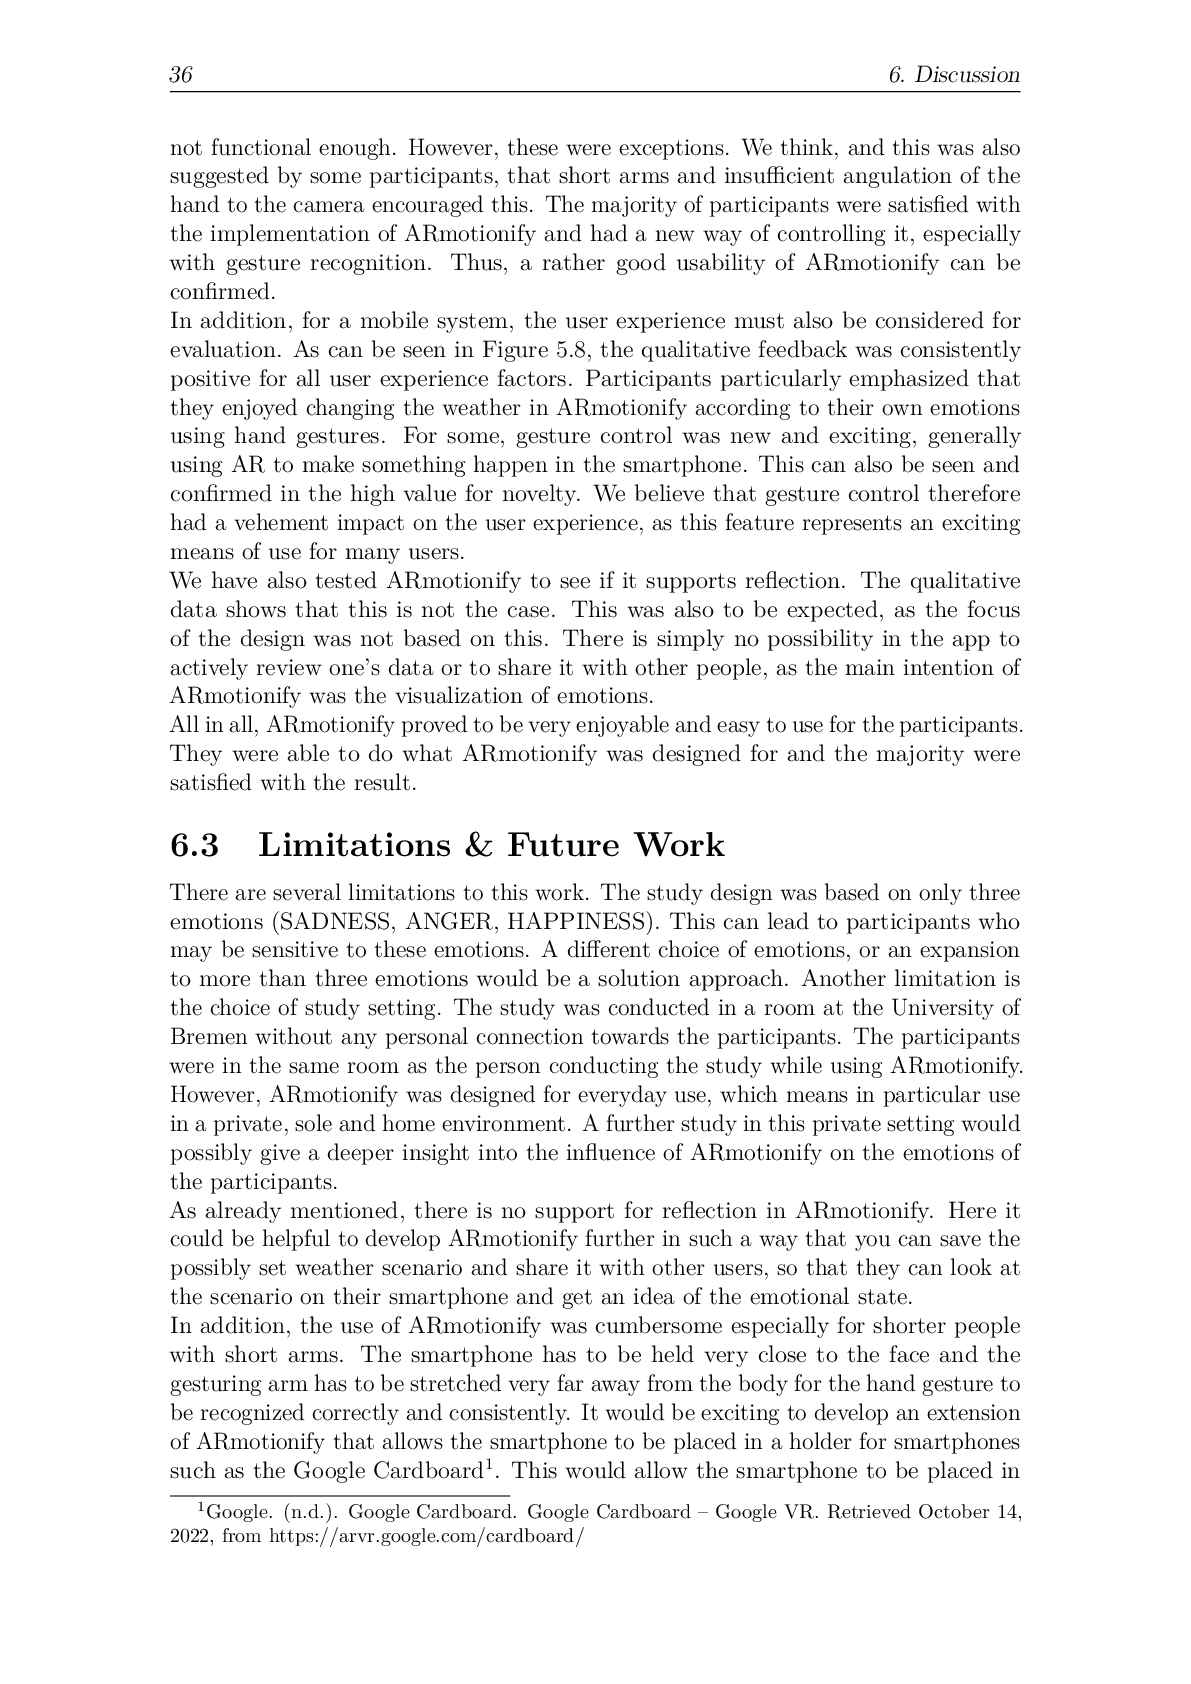 36 6. Discussion
not functional enough. However, these were exceptions. We think, and this was also
suggested by some participants, that short arms and insufficient angulation of the
hand to the camera encouraged this. The majority of participants were satisfied with
the implementation of ARmotionify and had a new way of controlling it, especially
with gesture recognition. Thus, a rather good usability of ARmotionify can be
confirmed.
In addition, for a mobile system, the user experience must also be considered for
evaluation. As can be seen in Figure 5.8, the qualitative feedback was consistently
positive for all user experience factors. Participants particularly emphasized that
they enjoyed changing the weather in ARmotionify according to their own emotions
using hand gestures. For some, gesture control was new and exciting, generally
using AR to make something happen in the smartphone. This can also be seen and
confirmed in the high value for novelty. We believe that gesture control therefore
had a vehement impact on the user experience, as this feature represents an exciting
means of use for many users.
We have also tested ARmotionify to see if it supports reflection. The qualitative
data shows that this is not the case. This was also to be expected, as the focus
of the design was not based on this. There is simply no possibility in the app to
actively review one's data or to share it with other people, as the main intention of
ARmotionify was the visualization of emotions.
All in all, ARmotionify proved to be very enjoyable and easy to use for the participants.
They were able to do what ARmotionify was designed for and the majority were
satisfied with the result.
6.3 Limitations & Future Work
There are several limitations to this work. The study design was based on only three
emotions (SADNESS, ANGER, HAPPINESS). This can lead to participants who
may be sensitive to these emotions. A different choice of emotions, or an expansion
to more than three emotions would be a solution approach. Another limitation is
the choice of study setting. The study was conducted in a room at the University of
Bremen without any personal connection towards the participants. The participants
were in the same room as the person conducting the study while using ARmotionify.
However, ARmotionify was designed for everyday use, which means in particular use
in a private, sole and home environment. A further study in this private setting would
possibly give a deeper insight into the influence of ARmotionify on the emotions of
the participants.
As already mentioned, there is no support for reflection in ARmotionify. Here it
could be helpful to develop ARmotionify further in such a way that you can save the
possibly set weather scenario and share it with other users, so that they can look at
the scenario on their smartphone and get an idea of the emotional state.
In addition, the use of ARmotionify was cumbersome especially for shorter people
with short arms. The smartphone has to be held very close to the face and the
gesturing arm has to be stretched very far away from the body for the hand gesture to
be recognized correctly and consistently. It would be exciting to develop an extension
of ARmotionify that allows the smartphone to be placed in a holder for smartphones
such as the Google Cardboard¹. This would allow the smartphone to be placed in
¹Google. (n.d.). Google Cardboard. Google Cardboard – Google VR. Retrieved October 14,
2022, from https://arvr.google.com/cardboard/